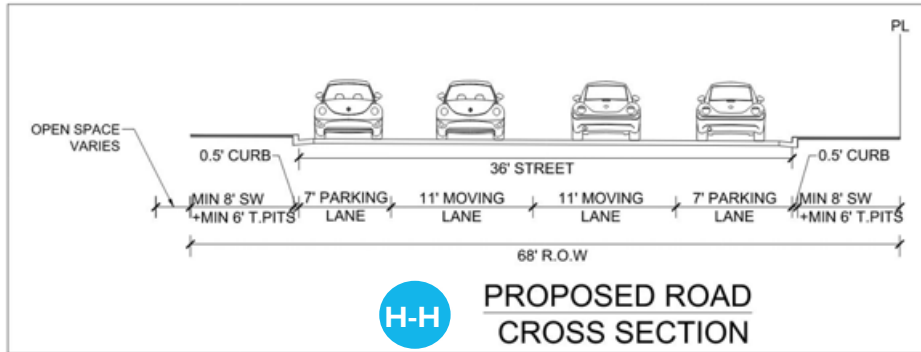 PL
OPEN SPACE
VARIES
0.5' CURB
36' STREET
0.5' CURB
MIN 8' SW
+MIN 6' T.PITS
7' PARKING
LANE
11' MOVING
LANE
11' MOVING
LANE
7' PARKING
LANE
MIN 8' SW
+MIN 6' T.PITS
68' R.O.W
H-H
PROPOSED ROAD
CROSS SECTION